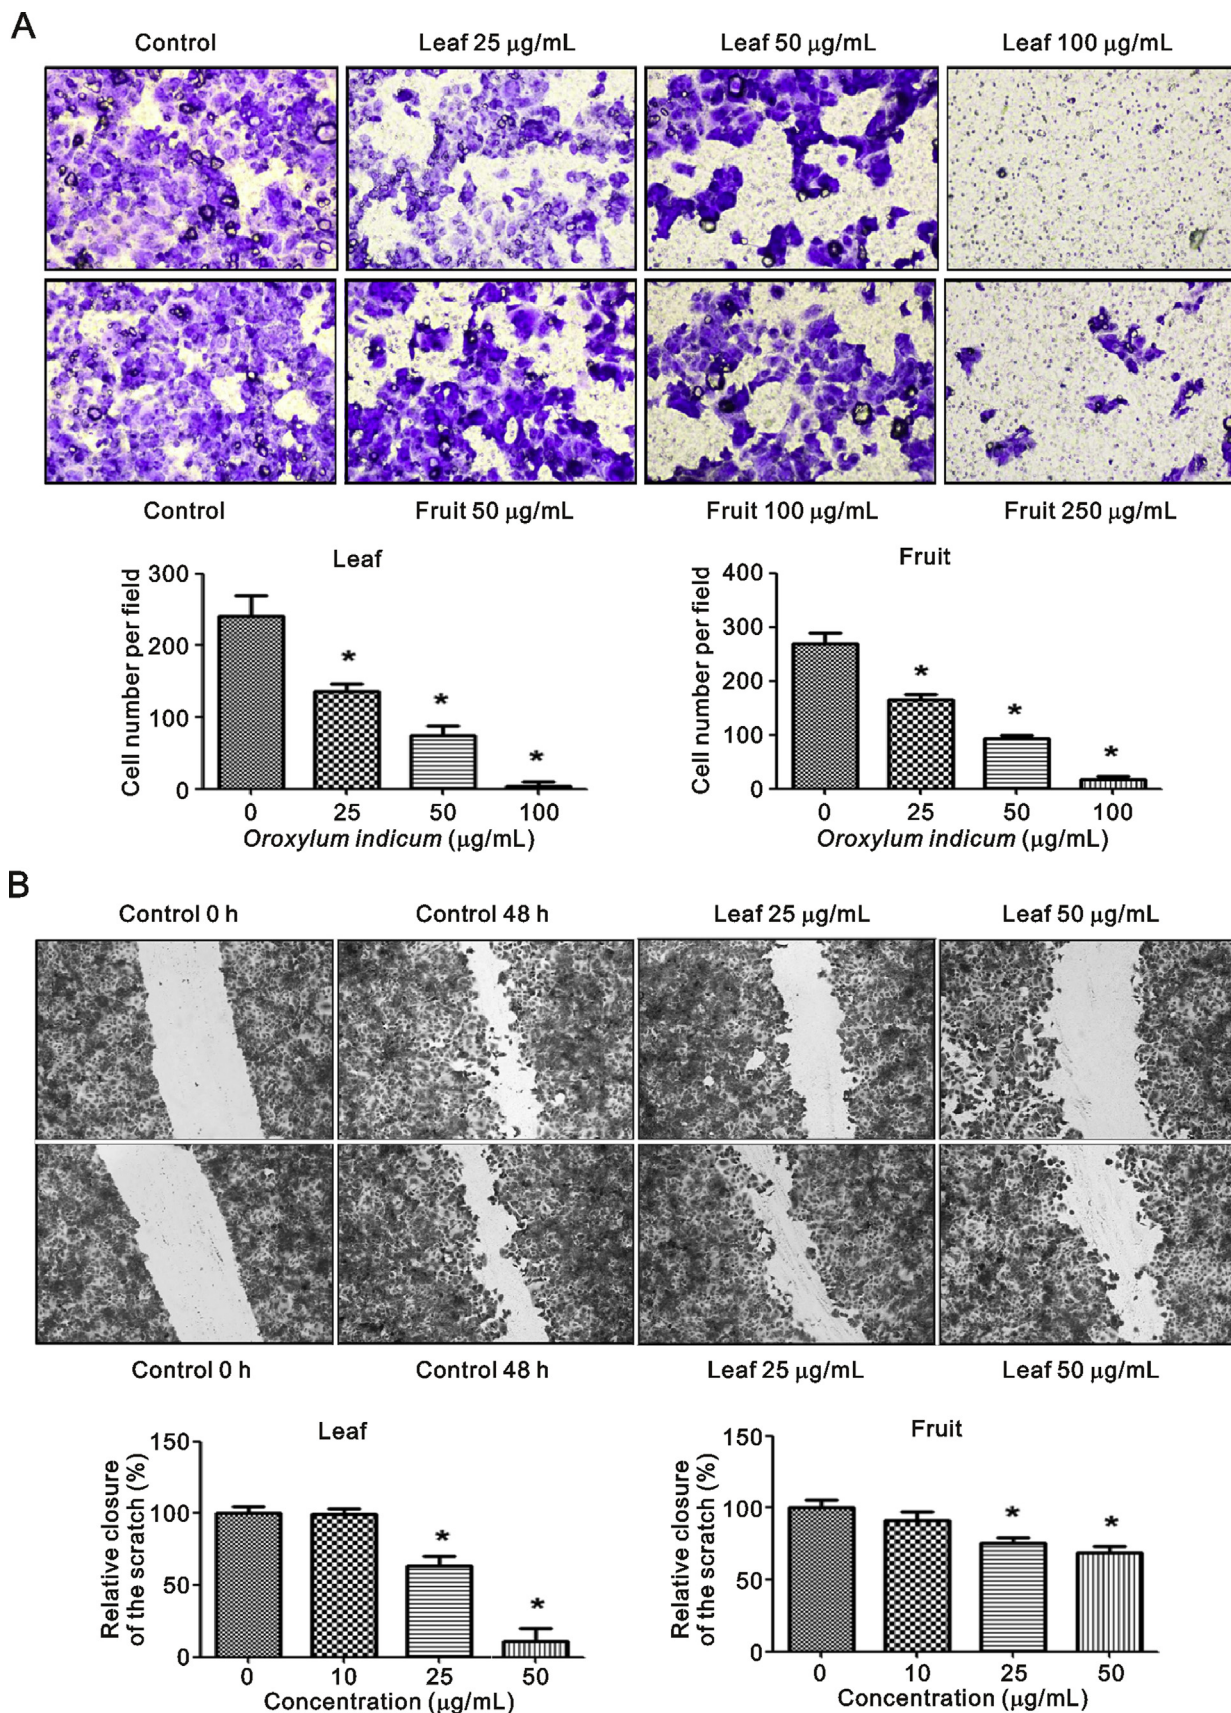 A
Control Leaf 25 μg/mL Leaf 50 μg/mL Leaf 100 μg/mL
Control Fruit 50 μg/mL Fruit 100 μg/mL Fruit 250 μg/mL
Leaf
Cell number per field
300
200
100
0
0 25 50 100
Oroxylum indicum (μg/mL)
*
*
*
Fruit
Cell number per field
400
300
200
100
0
0 25 50 100
Oroxylum indicum (μg/mL)
*
*
*
B
Control 0 h Control 48 h Leaf 25 μg/mL Leaf 50 μg/mL
Control 0 h Control 48 h Leaf 25 μg/mL Leaf 50 μg/mL
Leaf
Relative closure
of the scratch (%)
150
100
50
0
0 10 25 50
Concentration (μg/mL)
*
*
Fruit
Relative closure
of the scratch (%)
150
100
50
0
0 10 25 50
Concentration (μg/mL)
*
*